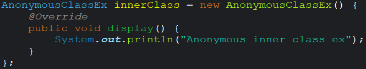 AnonymousClassEx innerClass = new AnonymousClassEx() {
    @Override
    public void display() {
        System.out.println("Anonymous inner class ex");
    }
};